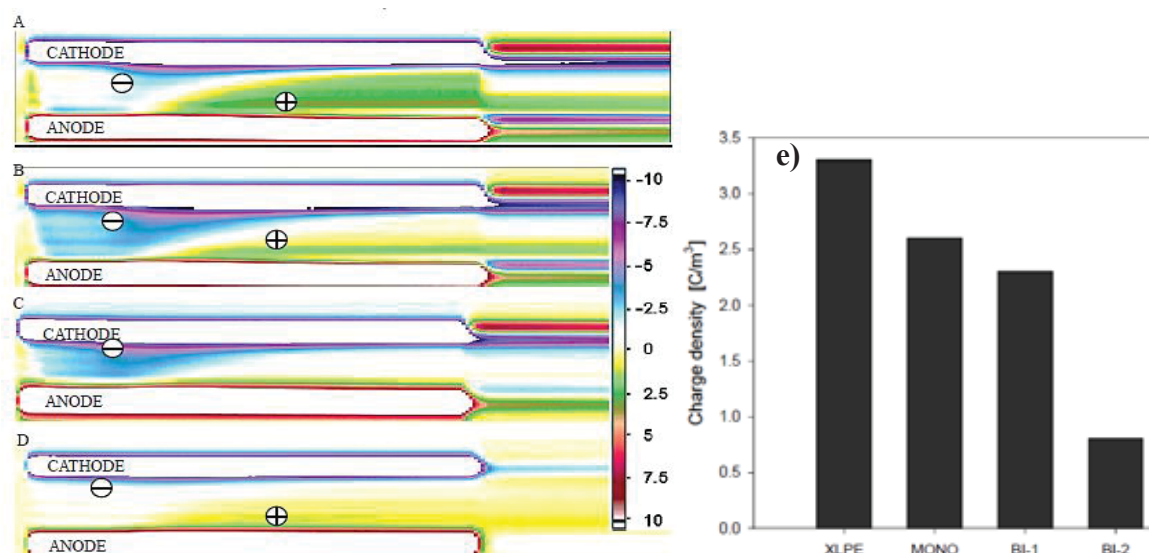 A
CATHODE
−
+
ANODE
B
CATHODE
−
+
ANODE
C
CATHODE
−
ANODE
D
CATHODE
−
+
ANODE
-10
-7.5
-5
-2.5
0
2.5
5
7.5
10
e)
Charge density [C/m³]
3.5
3.0
2.5
2.0
1.5
1.0
0.5
0.0
XLPE
MONO
BI-1
BI-2